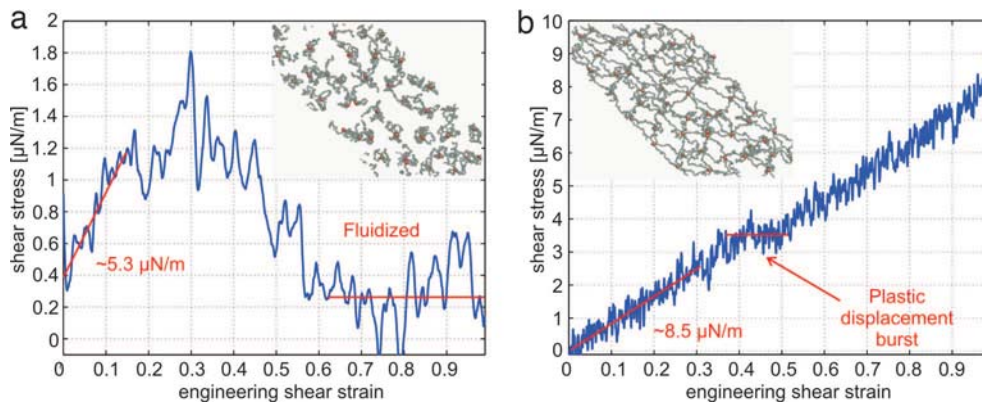 a
shear stress [µN/m]
2
1.8
1.6
1.4
1.2
1
0.8
0.6
0.4
0.2
0
~5.3 µN/m
Fluidized
0 0.1 0.2 0.3 0.4 0.5 0.6 0.7 0.8 0.9
engineering shear strain
b
shear stress [µN/m]
10
9
8
7
6
5
4
3
2
1
0
~8.5 µN/m
Plastic
displacement
burst
0 0.1 0.2 0.3 0.4 0.5 0.6 0.7 0.8 0.9
engineering shear strain